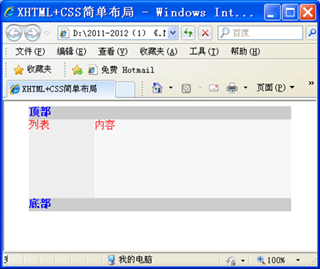 XHTML+CSS简单布局 - Windows Int...
D:\2011-2012 (1)
百度
文件(F) 编辑(E) 查看(V) 收藏夹(A) 工具(T) 帮助(H)
收藏夹 免费 Hotmail
XHTML+CSS简单布局 页面(P)
顶部
列表 内容
底部
我的电脑 100%